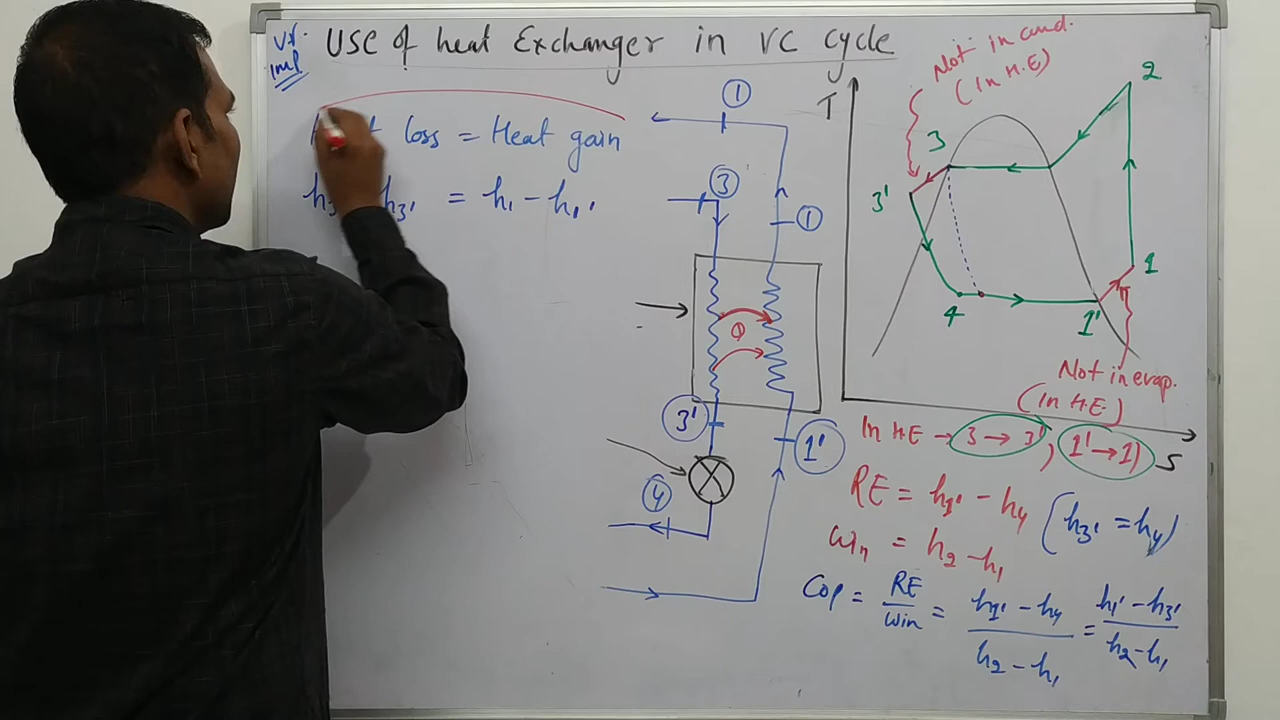 V.V. Imp
USE of heat Exchanger in VC cycle
loss = Heat gain
h3' = h1 - h1'
1
3
1
Q
3'
1'
4
T
Not in cond.
(In H.E)
2
3
3'
1
4
1'
Not in evap.
(In H.E)
S
In H.E → 3 → 3', 1' → 1)
RE = h1' - h4 (h3' = h4)
Win = h2 - h1
COP = RE/Win = h1' - h4 / h2 - h1 = h1' - h3' / h2 - h1